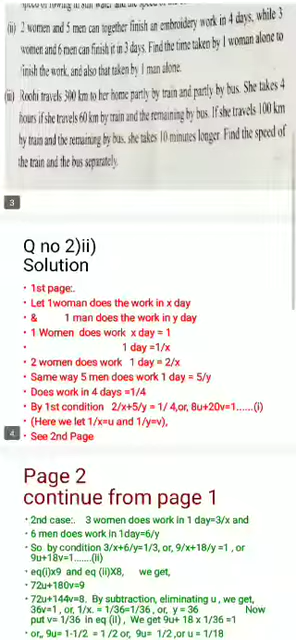 (ii) 2 women and 5 men can together finish an embroidery work in 4 days, while 3
women and 6 men can finish it in 3 days. Find the time taken by 1 woman alone to
finish the work, and also that taken by 1 man alone.
(iii) Roohi travels 300 km to her home partly by train and partly by bus. She takes 4
hours if she travels 60 km by train and the remaining by bus. If she travels 100 km
by train and the remaining by bus, she takes 10 minutes longer. Find the speed of
the train and the bus separately.
3
Q no 2)ii)
Solution
• 1st page:.
• Let 1woman does the work in x day
• & 1 man does the work in y day
• 1 Women does work x day = 1
• 1 day =1/x
• 2 women does work 1 day = 2/x
• Same way 5 men does work 1 day = 5/y
• Does work in 4 days =1/4
• By 1st condition 2/x+5/y = 1/ 4,or, 8u+20v=1......(i)
• (Here we let 1/x=u and 1/y=v),
4
• See 2nd Page
Page 2
continue from page 1
• 2nd case:. 3 women does work in 1 day=3/x and
• 6 men does work in 1day=6/y
• So by condition 3/x+6/y=1/3, or, 9/x+18/y =1 , or
9u+18v=1.......(ii)
• eq(i)x9 and eq (ii)X8, we get,
• 72u+180v=9
• 72u+144v=8. By subtraction, eliminating u , we get,
36v=1 , or, 1/x. = 1/36=1/36 , or, y = 36 Now
put v= 1/36 in eq (ii) , We get 9u+ 18 x 1/36 =1
• or,, 9u= 1-1/2 = 1 /2 or, 9u= 1/2 ,or u = 1/18